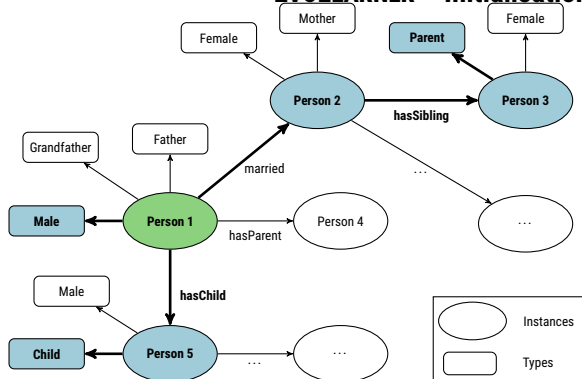 Mother
Female
Female
Parent
Person 2
Person 3
hasSibling
Grandfather
Father
married
...
Male
Person 1
Person 4
...
hasParent
Male
hasChild
Instances
Child
Person 5
...
...
Types